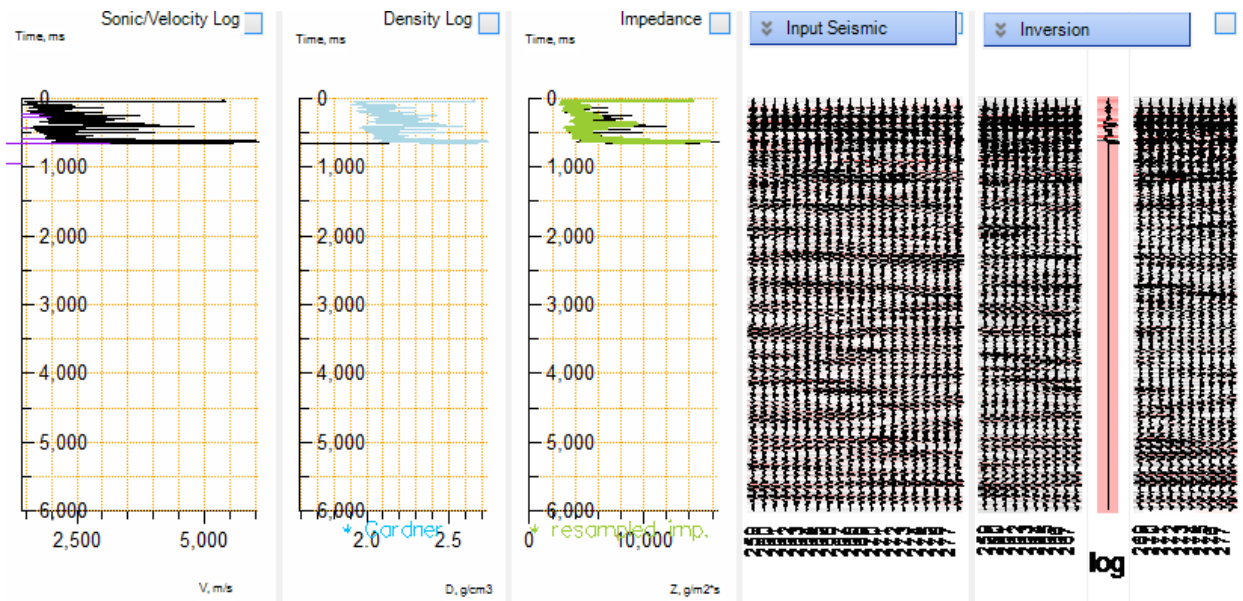 Sonic/Velocity Log
Time, ms
0
1,000
2,000
3,000
4,000
5,000
6,000
2,500 5,000
V, m/s
Density Log
Time, ms
0
1,000
2,000
3,000
4,000
5,000
6,000
Gardner
2.0 2.5
D, g/cm3
Impedance
Time, ms
0
1,000
2,000
3,000
4,000
5,000
6,000
resampled imp.
0 10,000
Z, g/m2*s
Input Seismic
Inversion
log